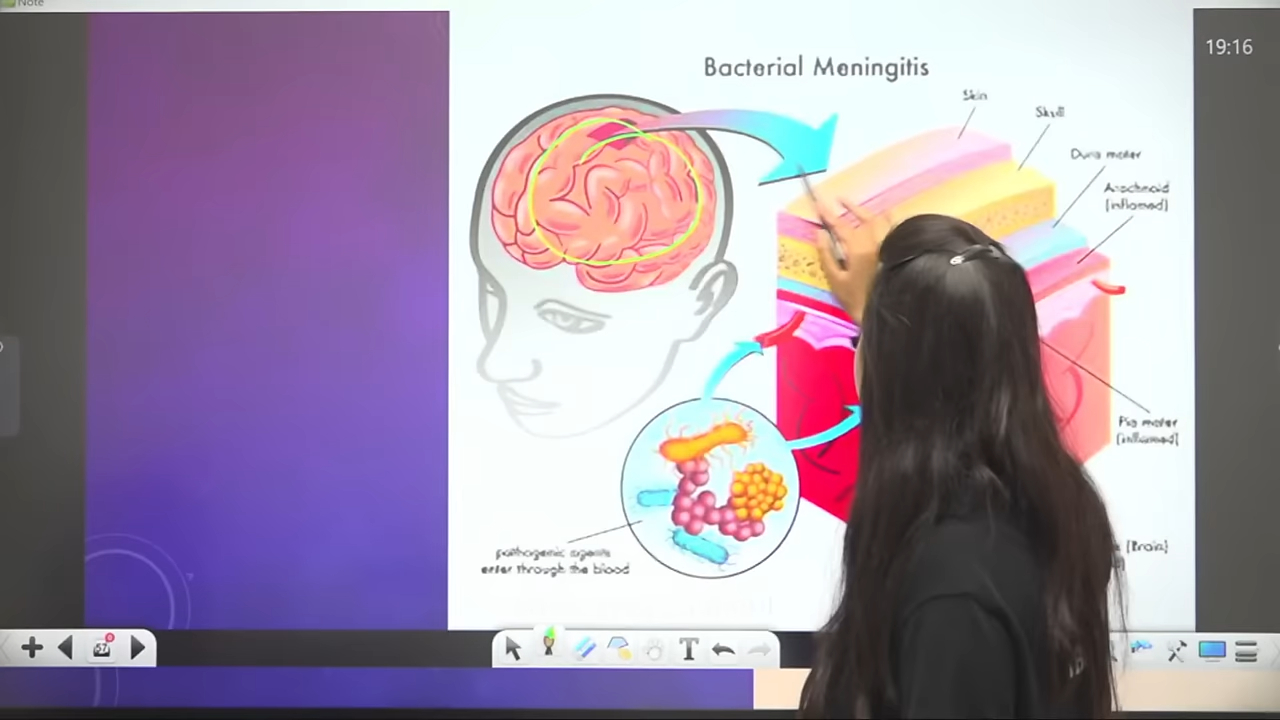 Note
19:16
Bacterial Meningitis
Skin
Skull
Dura mater
Arachnoid
(inflamed)
Pia mater
(inflamed)
(Brain)
pathogenic agents
enter through the blood
57
T